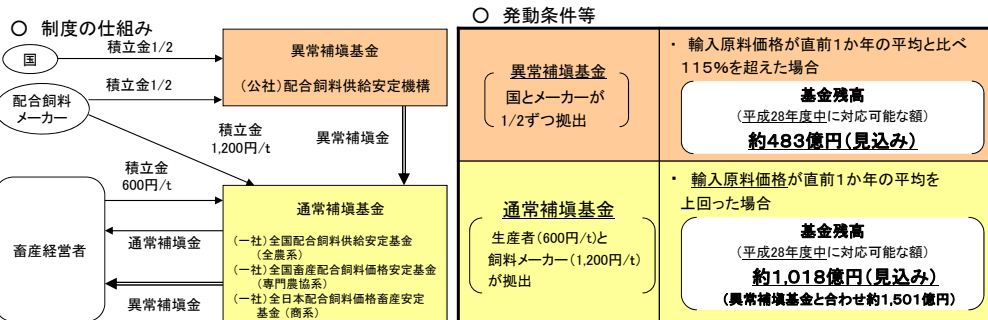 ○ 制度の仕組み
国
積立金1/2
配合飼料
メーカー
積立金1/2
異常補塡基金
(公社)配合飼料供給安定機構
積立金
1,200円/t
異常補塡金
積立金
600円/t
畜産経営者
通常補塡金
異常補塡金
通常補塡基金
(一社)全国配合飼料供給安定基金
(全農系)
(一社)全国畜産配合飼料価格安定基金
(専門農協系)
(一社)全日本配合飼料価格畜産安定
基金(商系)
○ 発動条件等
異常補塡基金
国とメーカーが
1/2ずつ拠出
・ 輸入原料価格が直前1か年の平均と比べ
115%を超えた場合
基金残高
(平成28年度中に対応可能な額)
約483億円(見込み)
通常補塡基金
生産者(600円/t)と
飼料メーカー(1,200円/t)
が拠出
・ 輸入原料価格が直前1か年の平均を
上回った場合
基金残高
(平成28年度中に対応可能な額)
約1,018億円(見込み)
(異常補塡基金と合わせ約1,501億円)